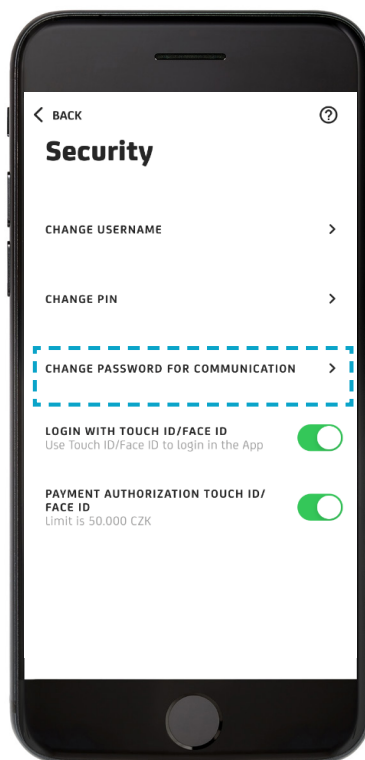 BACK
?
Security
CHANGE USERNAME
CHANGE PIN
CHANGE PASSWORD FOR COMMUNICATION
LOGIN WITH TOUCH ID/FACE ID
Use Touch ID/Face ID to login in the App
PAYMENT AUTHORIZATION TOUCH ID/
FACE ID
Limit is 50.000 CZK